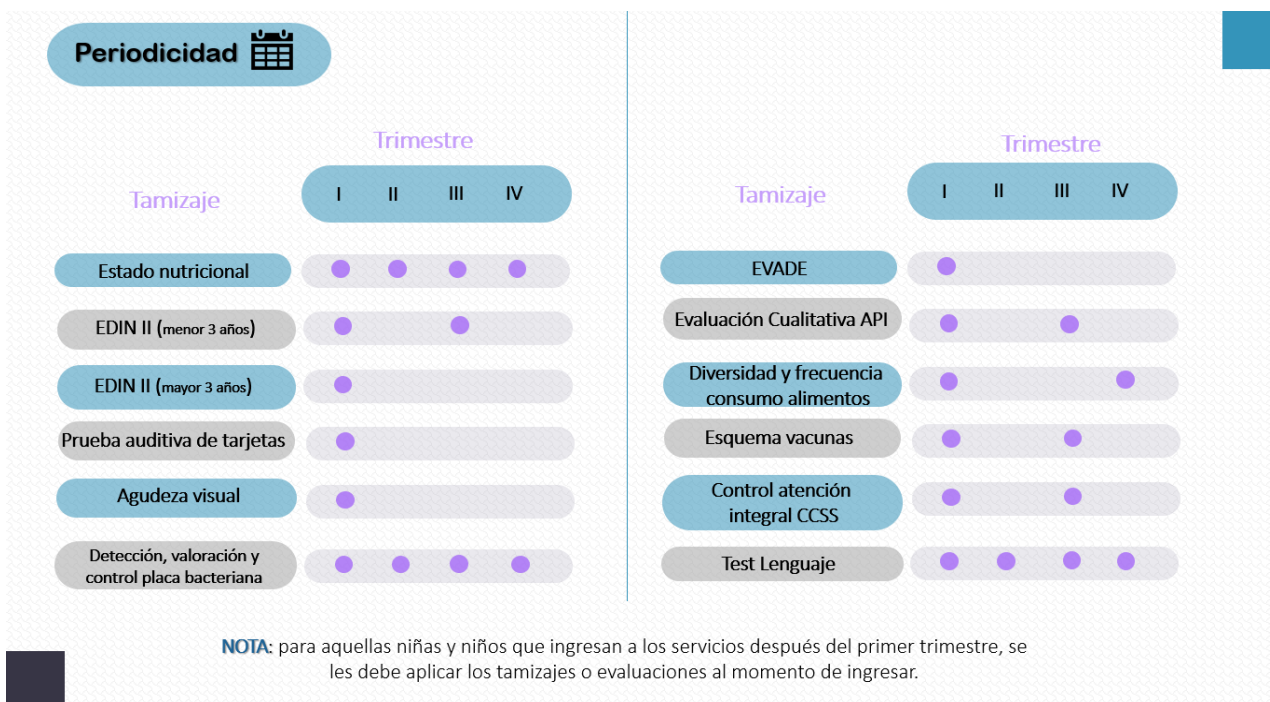 Periodicidad
Trimestre
Tamizaje
I II III IV
Estado nutricional
EDIN II (menor 3 años)
EDIN II (mayor 3 años)
Prueba auditiva de tarjetas
Agudeza visual
Detección, valoración y
control placa bacteriana
Trimestre
Tamizaje
I II III IV
EVADE
Evaluación Cualitativa API
Diversidad y frecuencia
consumo alimentos
Esquema vacunas
Control atención
integral CCSS
Test Lenguaje
NOTA: para aquellas niñas y niños que ingresan a los servicios después del primer trimestre, se
les debe aplicar los tamizajes o evaluaciones al momento de ingresar.